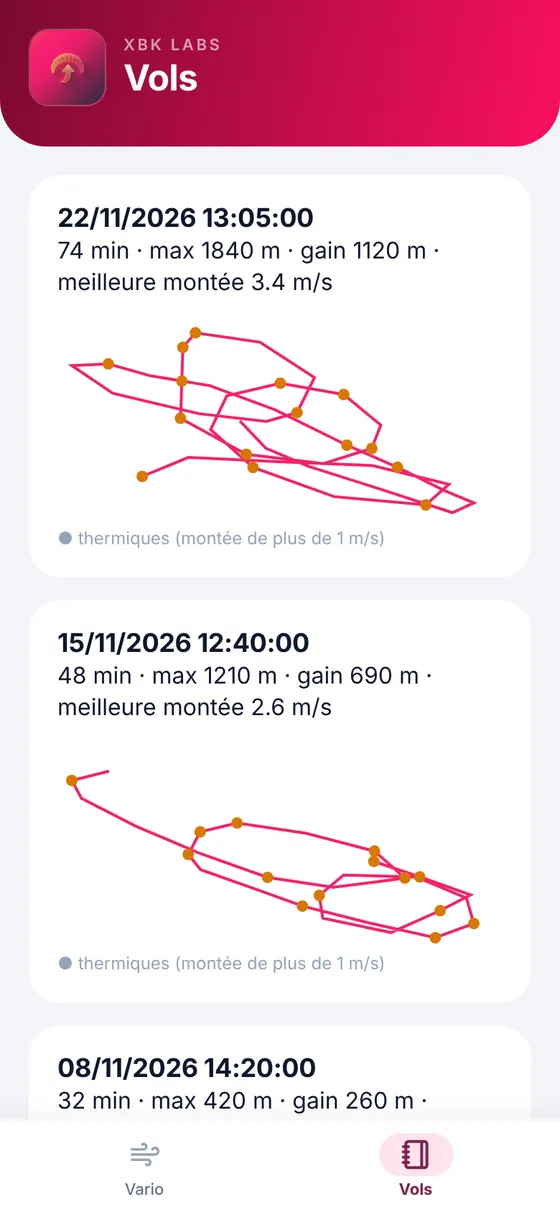 XBK LABS
Vols
22/11/2026 13:05:00
74 min · max 1840 m · gain 1120 m ·
meilleure montée 3.4 m/s
thermiques (montée de plus de 1 m/s)
15/11/2026 12:40:00
48 min · max 1210 m · gain 690 m ·
meilleure montée 2.6 m/s
thermiques (montée de plus de 1 m/s)
08/11/2026 14:20:00
32 min · max 420 m · gain 260 m ·
Vario
Vols